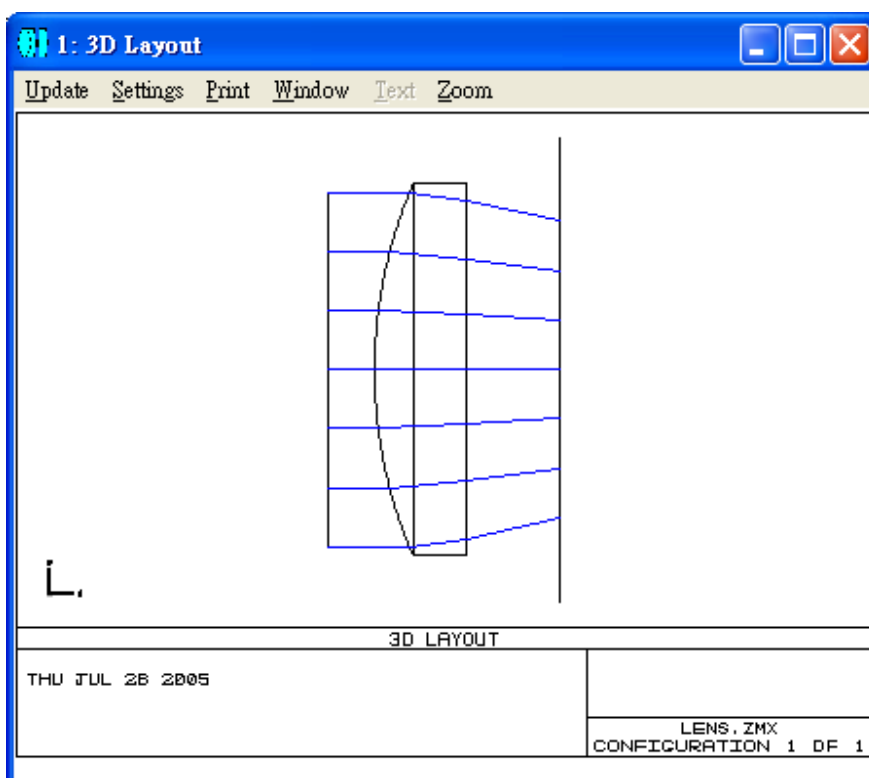 1: 3D Layout
Update Settings Print Window Text Zoom
3D LAYOUT
THU JUL 28 2005
LENS.ZMX
CONFIGURATION 1 OF 1